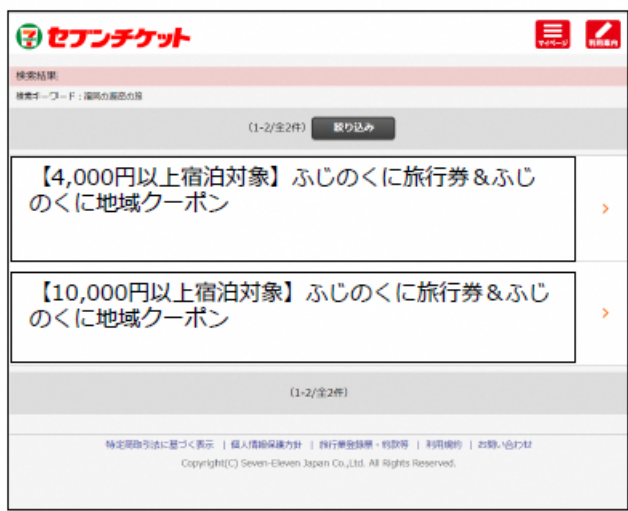 セブンチケット
マイページ
利用案内
検索結果
検索キーワード：
(1-2/全2件) 絞り込み
【4,000円以上宿泊対象】ふじのくに旅行券＆ふじ
のくに地域クーポン
【10,000円以上宿泊対象】ふじのくに旅行券＆ふじ
のくに地域クーポン
(1-2/全2件)
特定商取引法に基づく表示 | 個人情報保護方針 | 旅行業登録票・約款等 | 利用規約 | お問い合わせ
Copyright(C) Seven-Eleven Japan Co.,Ltd. All Rights Reserved.